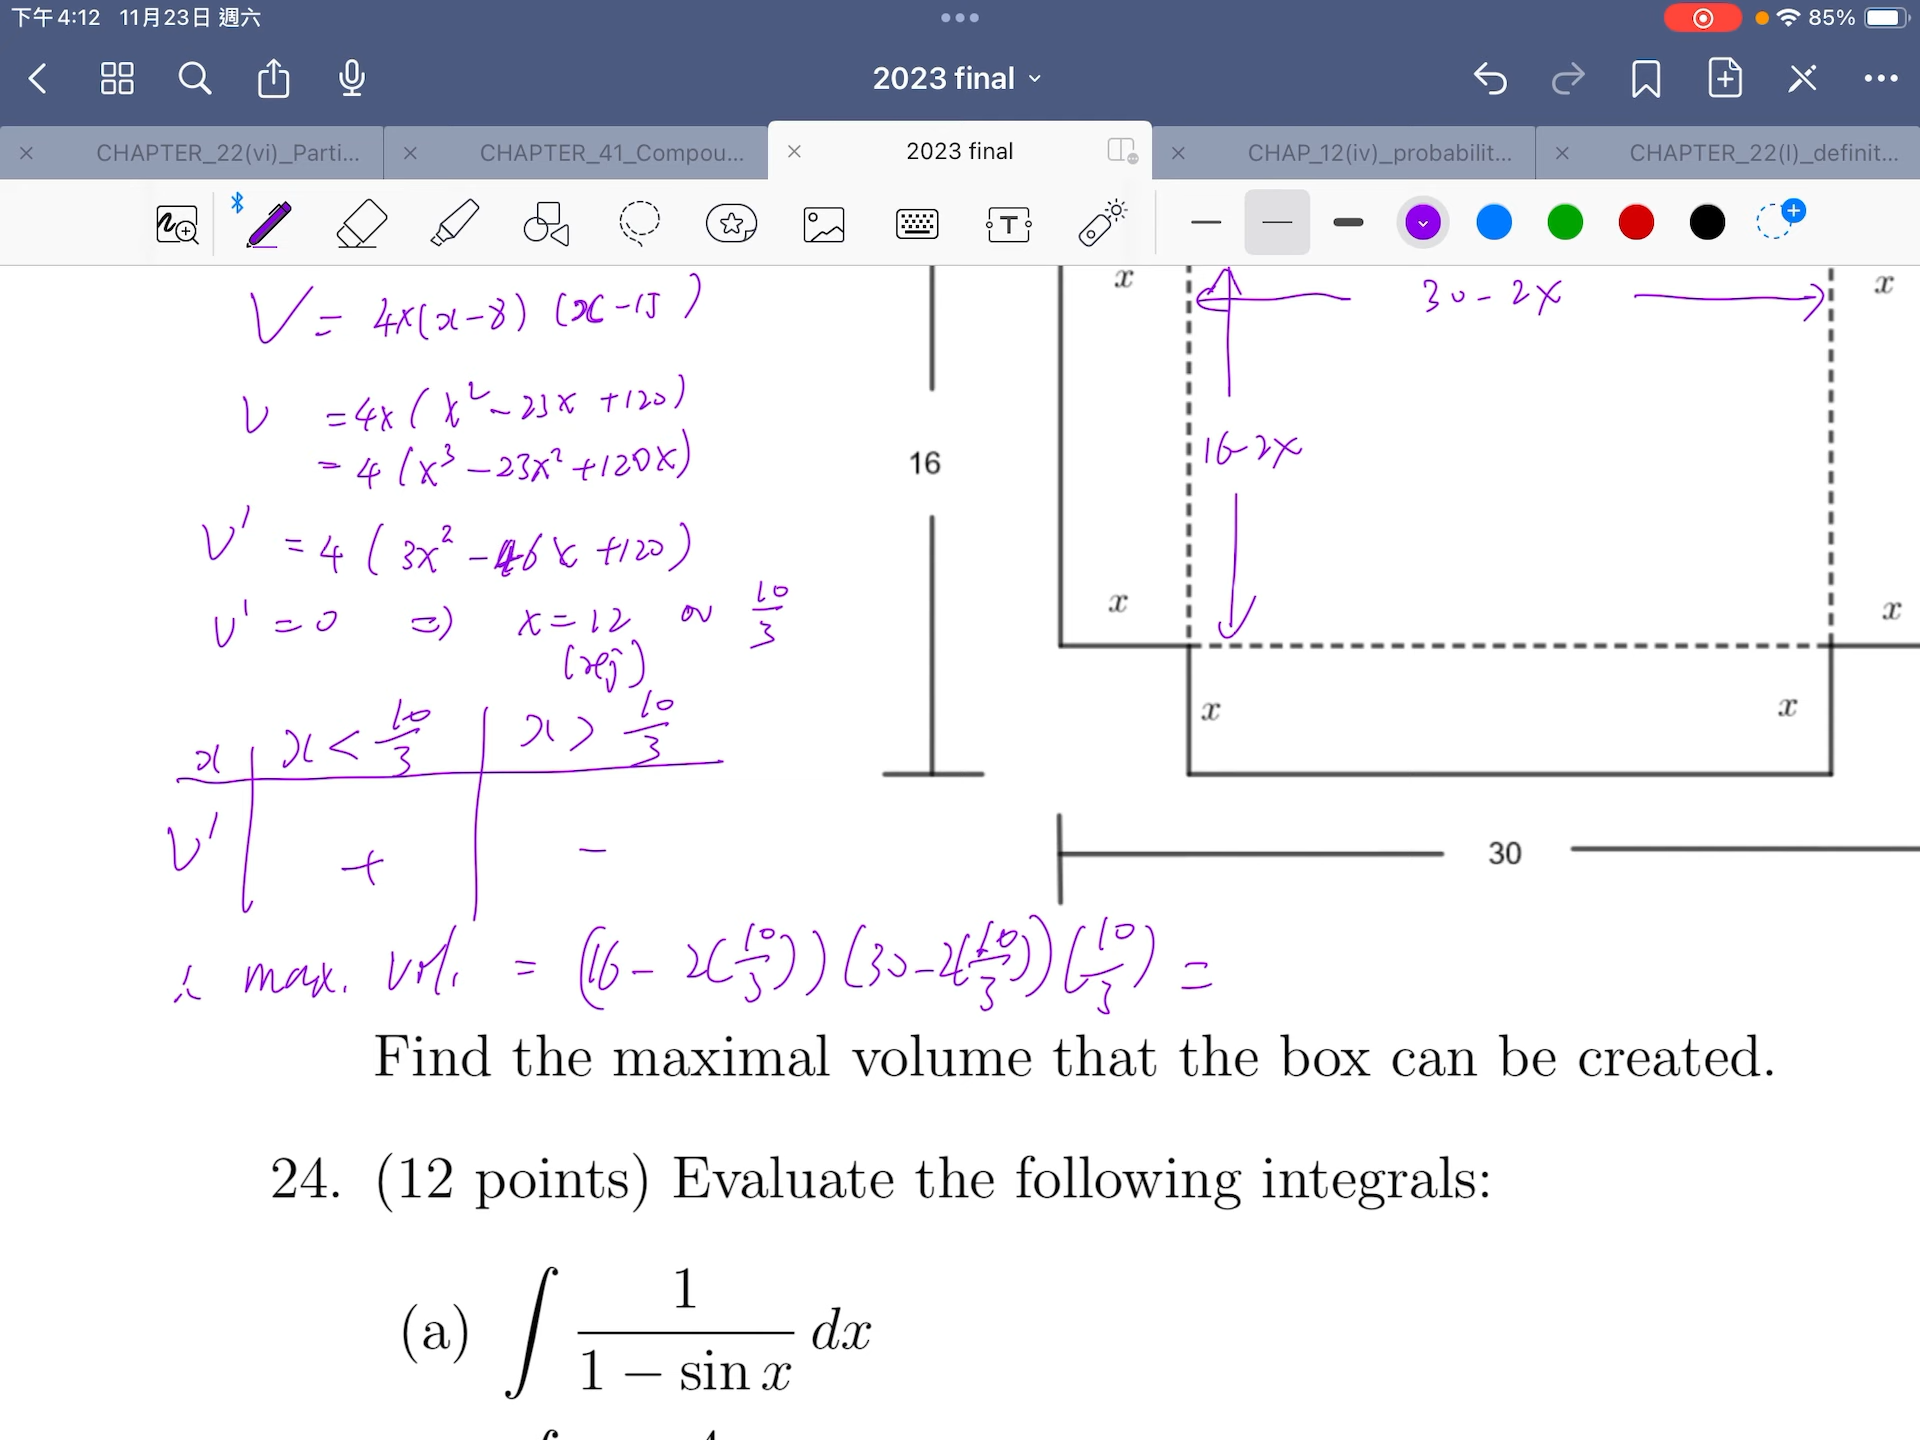 下午4:12 11月23日 週六
85%
2023 final
CHAPTER_22(vi)_Parti...
CHAPTER_41_Compou...
2023 final
CHAP_12(iv)_probabilit...
CHAPTER_22(I)_definit...
V = 4x(x-8) (x-15)
V = 4x ( x² - 23x + 120)
= 4 (x³ - 23x² + 120x)
V' = 4 ( 3x² - 46x + 120)
V' = 0 => x = 12 or 10/3
(rej)
x | x < 10/3 | x > 10/3
V' | + | -
∴ max. vol. = (16 - 2(10/3)) (30 - 2(10/3)) (10/3) =
x
30 - 2x
x
16
16-2x
x
x
x
x
30
Find the maximal volume that the box can be created.
24. (12 points) Evaluate the following integrals:
(a) ∫ 1/(1 − sin x) dx